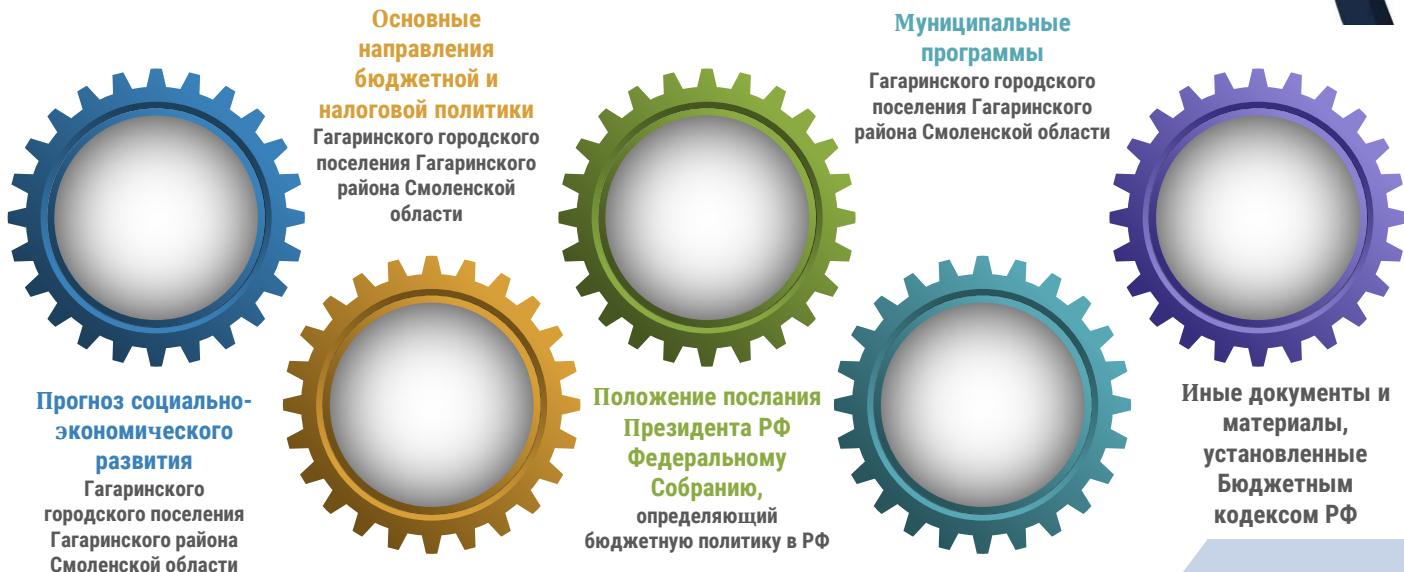 Прогноз социально-
экономического
развития
Гагаринского
городского поселения
Гагаринского района
Смоленской области
Основные
направления
бюджетной и
налоговой политики
Гагаринского городского
поселения Гагаринского
района Смоленской
области
Положение послания
Президента РФ
Федеральному
Собранию,
определяющий
бюджетную политику в РФ
Муниципальные
программы
Гагаринского городского
поселения Гагаринского
района Смоленской области
Иные документы и
материалы,
установленные
Бюджетным
кодексом РФ